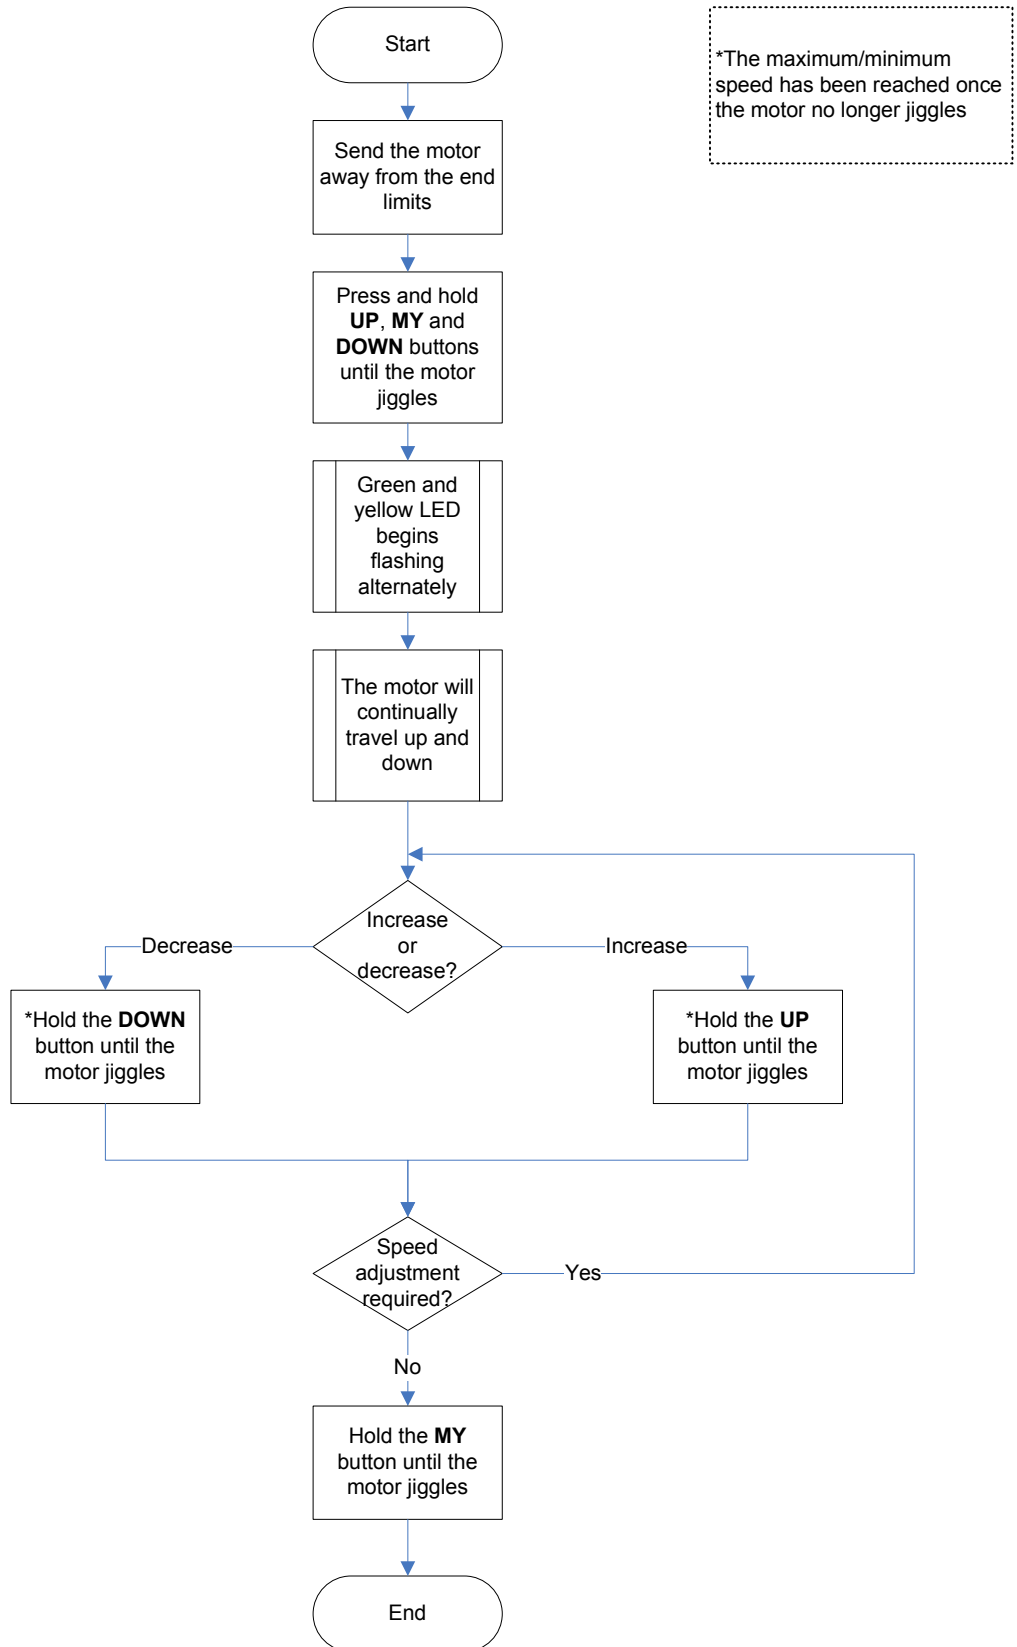 Start
*The maximum/minimum
speed has been reached once
the motor no longer jiggles
Send the motor
away from the end
limits
Press and hold
UP, MY and
DOWN buttons
until the motor
jiggles
Green and
yellow LED
begins
flashing
alternately
The motor will
continually
travel up and
down
Increase
or
decrease?
Decrease
Increase
*Hold the DOWN
button until the
motor jiggles
*Hold the UP
button until the
motor jiggles
Speed
adjustment
required?
Yes
No
Hold the MY
button until the
motor jiggles
End